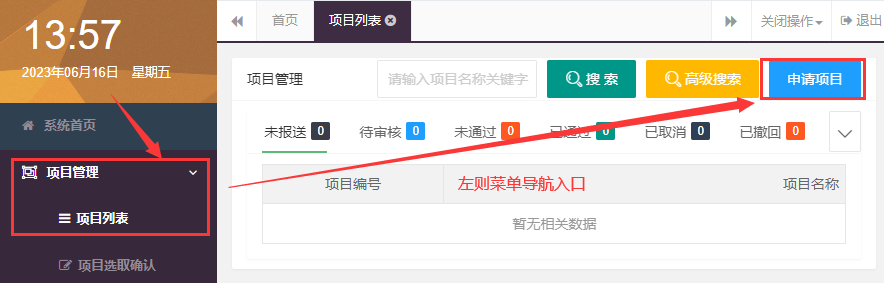 13:57
2023年06月16日 星期五
系统首页
项目管理
项目列表
项目选取确认
首页 项目列表 关闭操作 退出
项目管理 请输入项目名称关键字 搜 索 高级搜索 申请项目
未报送 0 待审核 0 未通过 0 已通过 0 已取消 0 已撤回 0
项目编号 左则菜单导航入口 项目名称
暂无相关数据